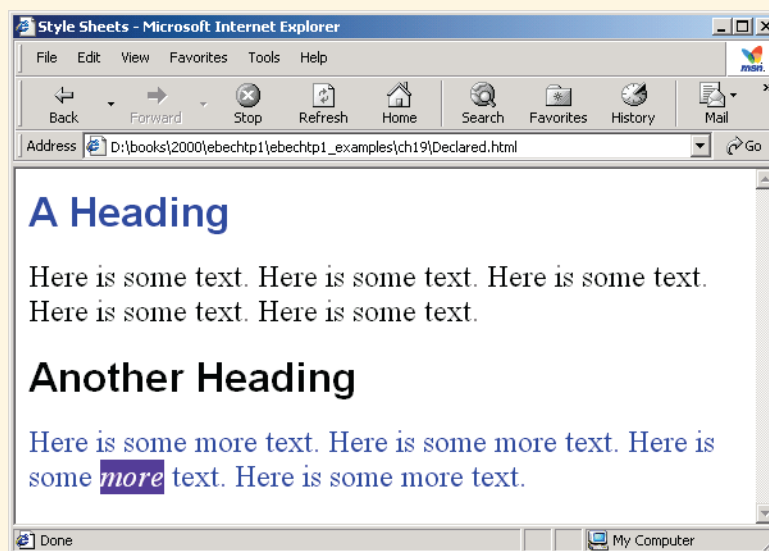 Style Sheets - Microsoft Internet Explorer
File Edit View Favorites Tools Help
msn.
Back Forward Stop Refresh Home Search Favorites History Mail
Address D:\books\2000\ebechtp1\ebechtp1_examples\ch19\Declared.html Go
A Heading
Here is some text. Here is some text. Here is some text.
Here is some text. Here is some text.
Another Heading
Here is some more text. Here is some more text. Here is
some more text. Here is some more text.
Done My Computer